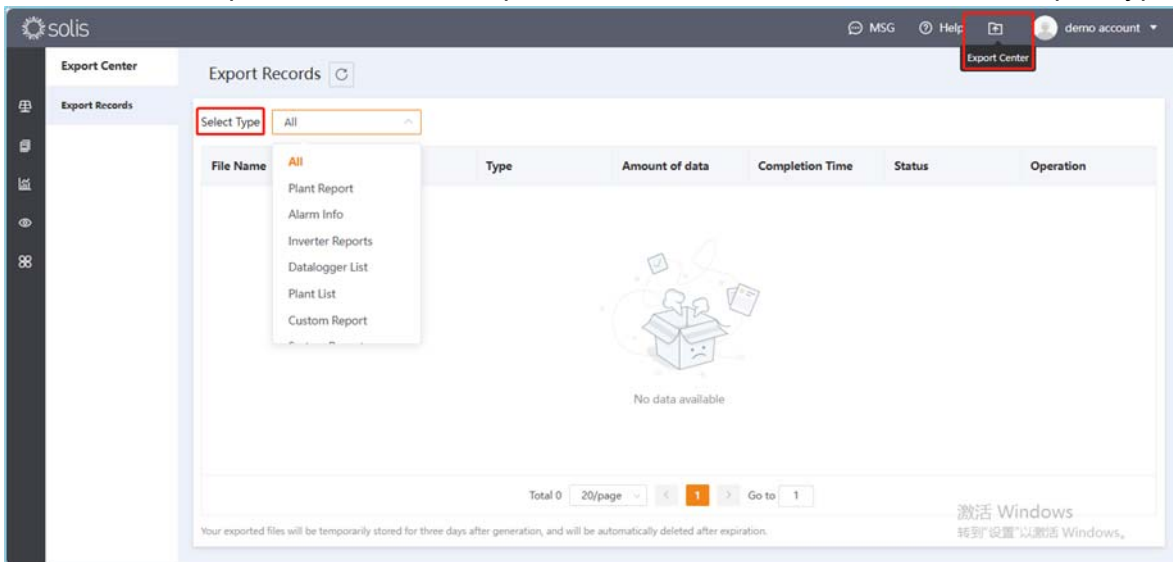 solis
MSG
Help
demo account
Export Center
Export Center
Export Records
Export Records
Select Type
All
File Name
Type
Amount of data
Completion Time
Status
Operation
All
Plant Report
Alarm Info
Inverter Reports
Datalogger List
Plant List
Custom Report
No data available
Total 0
20/page
1
Go to
1
Your exported files will be temporarily stored for three days after generation, and will be automatically deleted after expiration.
激活 Windows
转到"设置"以激活 Windows。